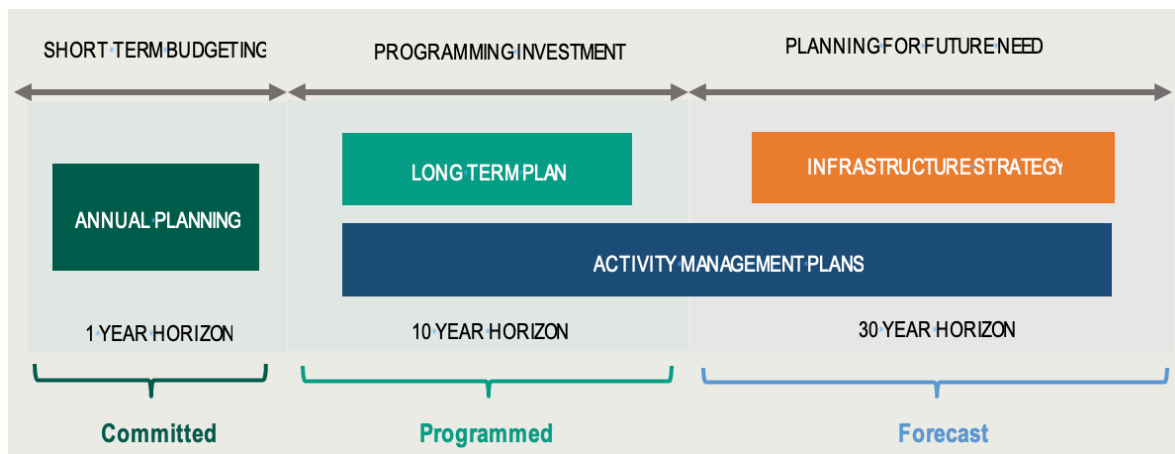 SHORT TERM BUDGETING
PROGRAMMING INVESTMENT
PLANNING FOR FUTURE NEED
ANNUAL PLANNING
LONG TERM PLAN
INFRASTRUCTURE STRATEGY
ACTIVITY MANAGEMENT PLANS
1 YEAR HORIZON
10 YEAR HORIZON
30 YEAR HORIZON
Committed
Programmed
Forecast